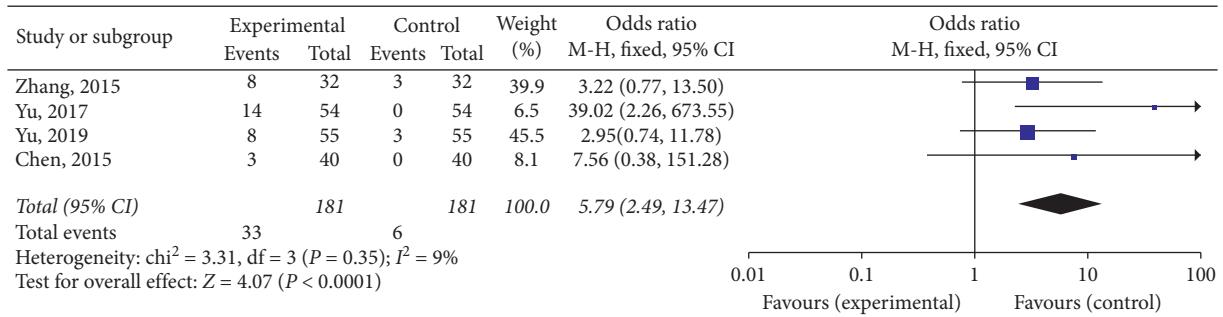 Study or subgroup Experimental Control Weight (%) Odds ratio M-H, fixed, 95% CI Odds ratio M-H, fixed, 95% CI
Events Total Events Total
Zhang, 2015 8 32 3 32 39.9 3.22 (0.77, 13.50)
Yu, 2017 14 54 0 54 6.5 39.02 (2.26, 673.55)
Yu, 2019 8 55 3 55 45.5 2.95(0.74, 11.78)
Chen, 2015 3 40 0 40 8.1 7.56 (0.38, 151.28)
Total (95% CI) 181 181 100.0 5.79 (2.49, 13.47)
Total events 33 6
Heterogeneity: chi² = 3.31, df = 3 (P = 0.35); I² = 9%
Test for overall effect: Z = 4.07 (P < 0.0001)
0.01 0.1 1 10 100
Favours (experimental) Favours (control)